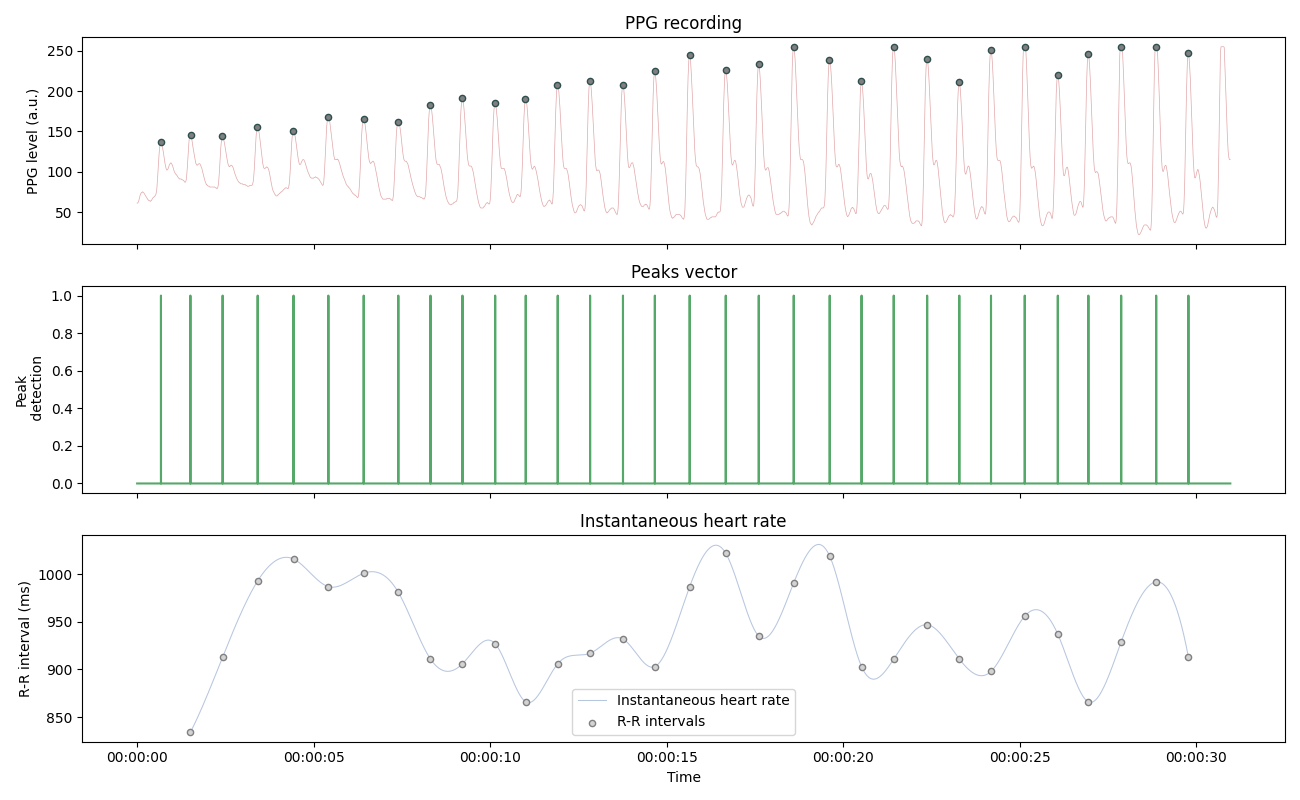 PPG recording
PPG level (a.u.)
250
200
150
100
50
Peaks vector
Peak
detection
1.0
0.8
0.6
0.4
0.2
0.0
Instantaneous heart rate
R-R interval (ms)
1000
950
900
850
Instantaneous heart rate
R-R intervals
00:00:00 00:00:05 00:00:10 00:00:15 00:00:20 00:00:25 00:00:30
Time